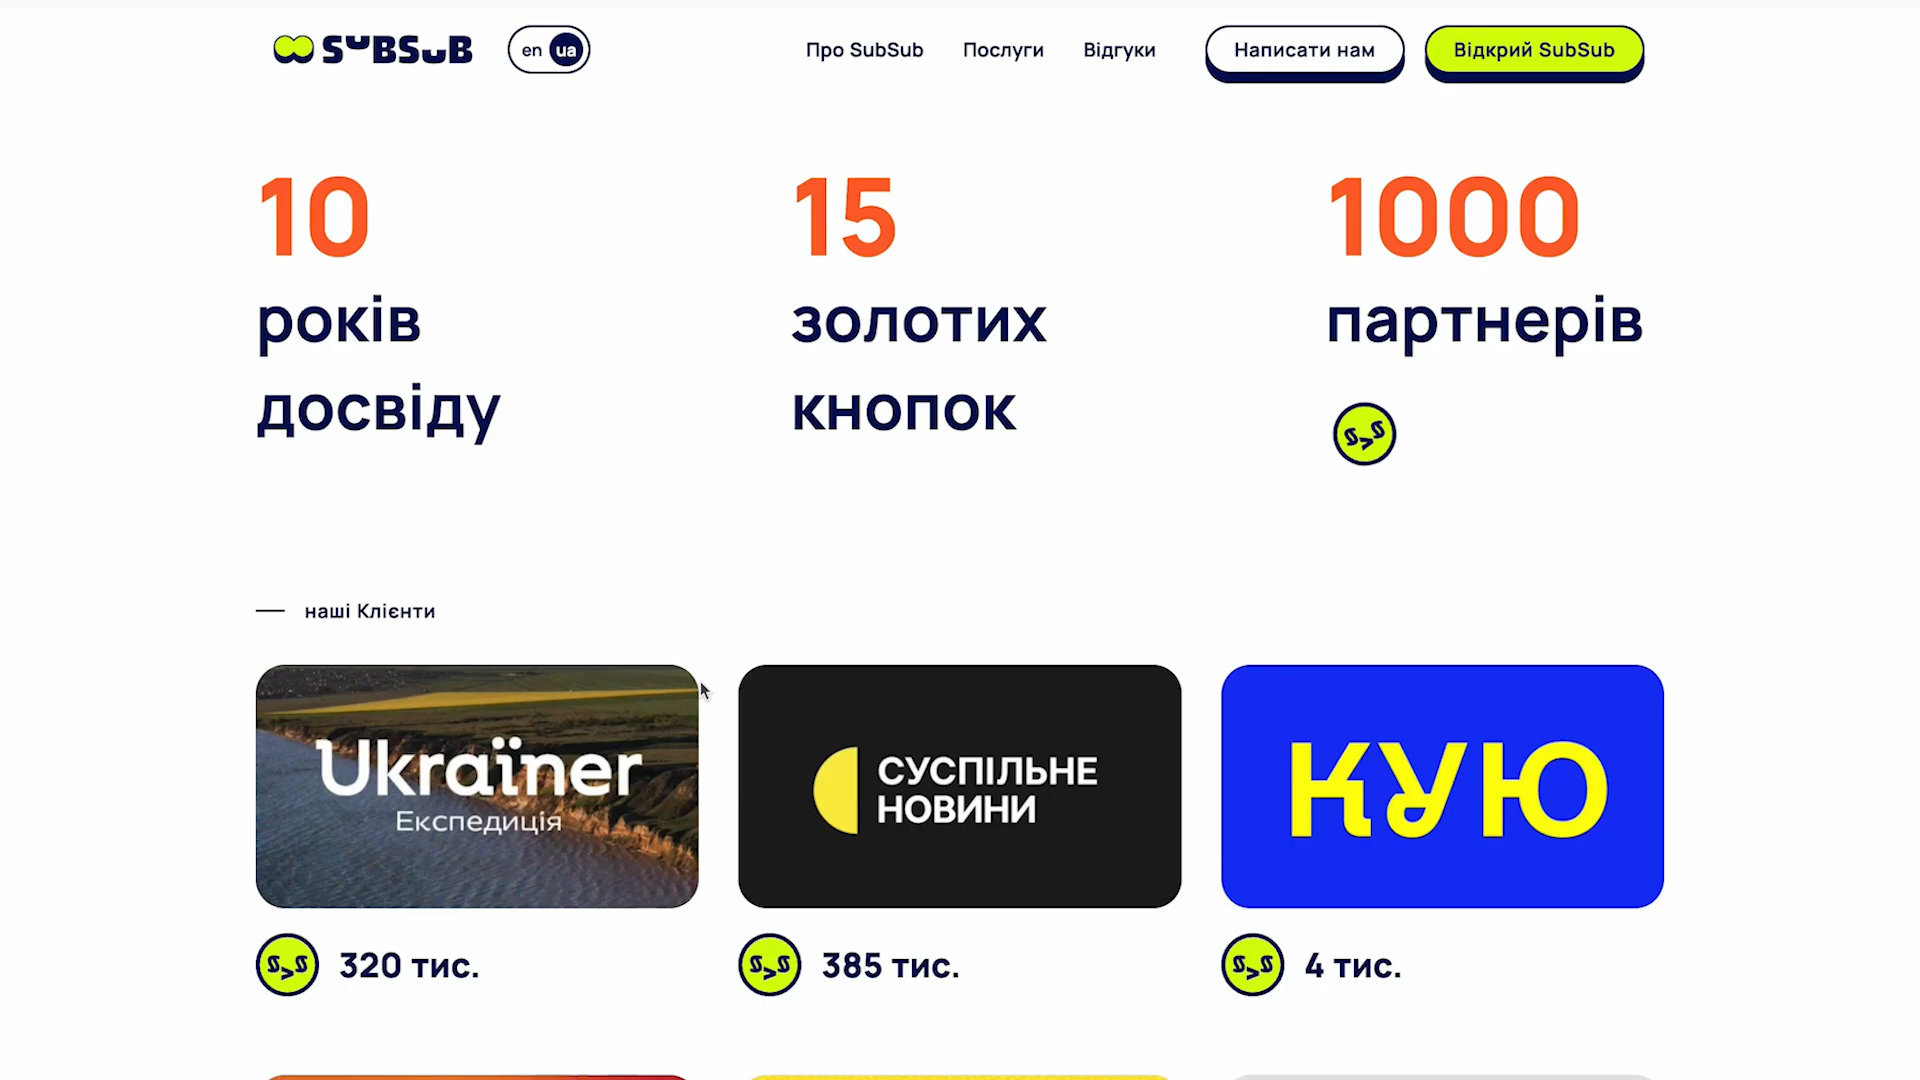 SUBSUB
en ua
Про SubSub
Послуги
Відгуки
Написати нам
Відкрий SubSub
10
років
досвіду
15
золотих
кнопок
1000
партнерів
наші Клієнти
Ukraïner
Експедиція
СУСПІЛЬНЕ
НОВИНИ
КУЮ
320 тис.
385 тис.
4 тис.